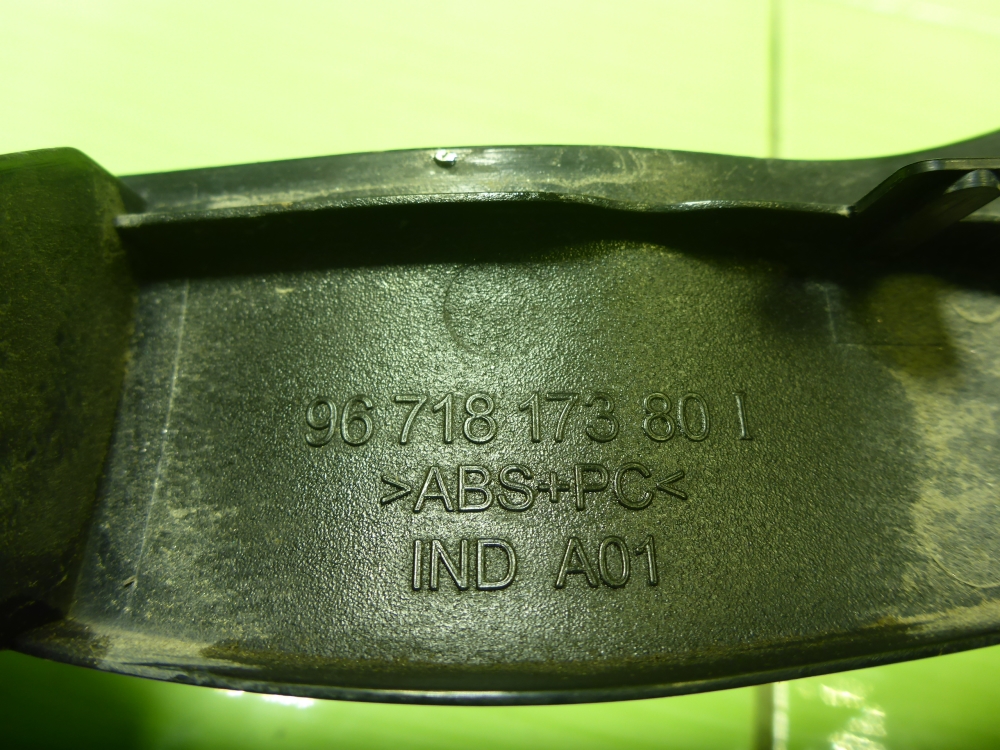 96 718 173 80 I
>ABS+PC<
IND A01